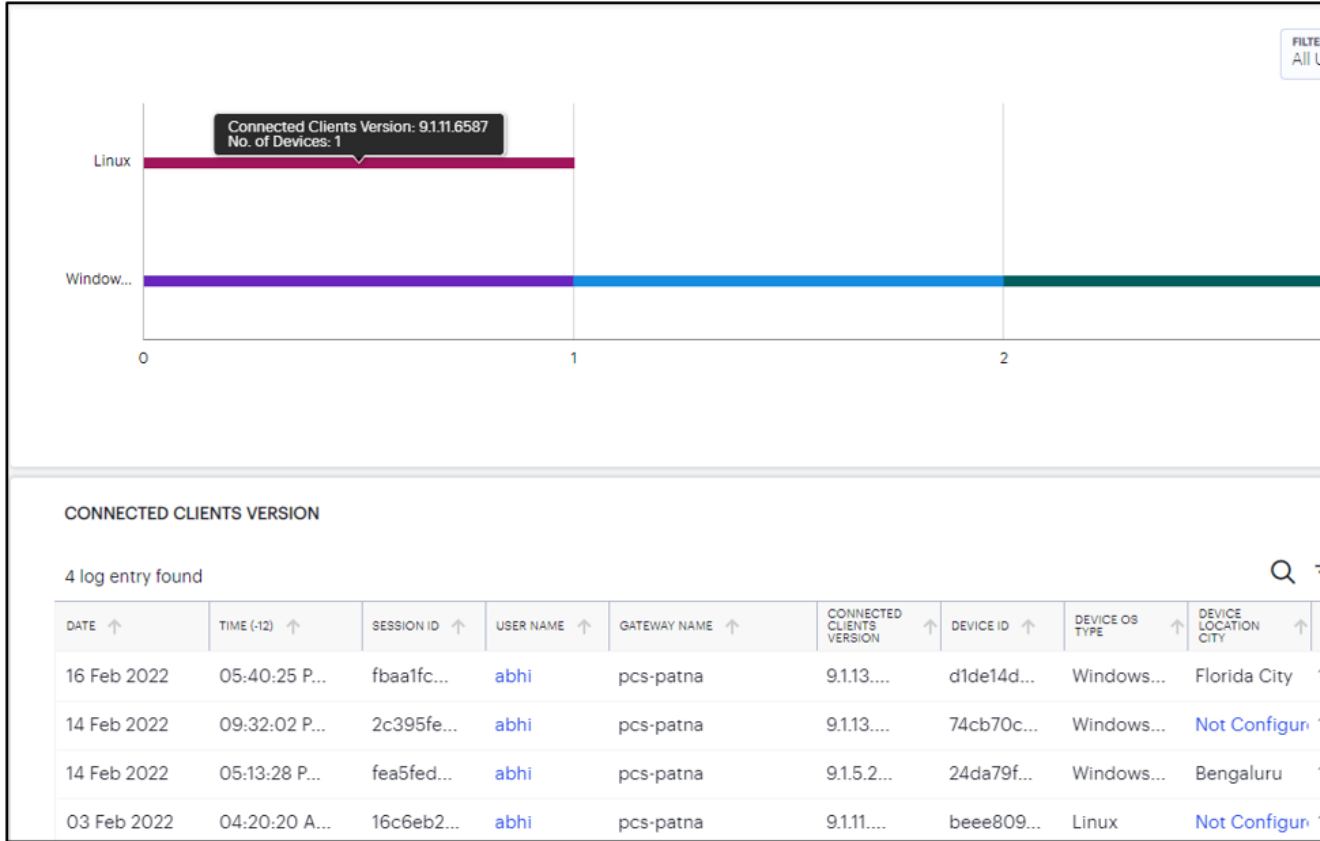 FILTE
All U
Connected Clients Version: 9.1.11.6587
No. of Devices: 1
Linux
Window...
0 1 2
CONNECTED CLIENTS VERSION
4 log entry found
DATE TIME (-12) SESSION ID USER NAME GATEWAY NAME CONNECTED CLIENTS VERSION DEVICE ID DEVICE OS TYPE DEVICE LOCATION CITY
16 Feb 2022 05:40:25 P... fbaa1fc... abhi pcs-patna 9.1.13.... d1de14d... Windows... Florida City
14 Feb 2022 09:32:02 P... 2c395fe... abhi pcs-patna 9.1.13.... 74cb70c... Windows... Not Configur
14 Feb 2022 05:13:28 P... fea5fed... abhi pcs-patna 9.1.5.2... 24da79f... Windows... Bengaluru
03 Feb 2022 04:20:20 A... 16c6eb2... abhi pcs-patna 9.1.11.... beee809... Linux Not Configur